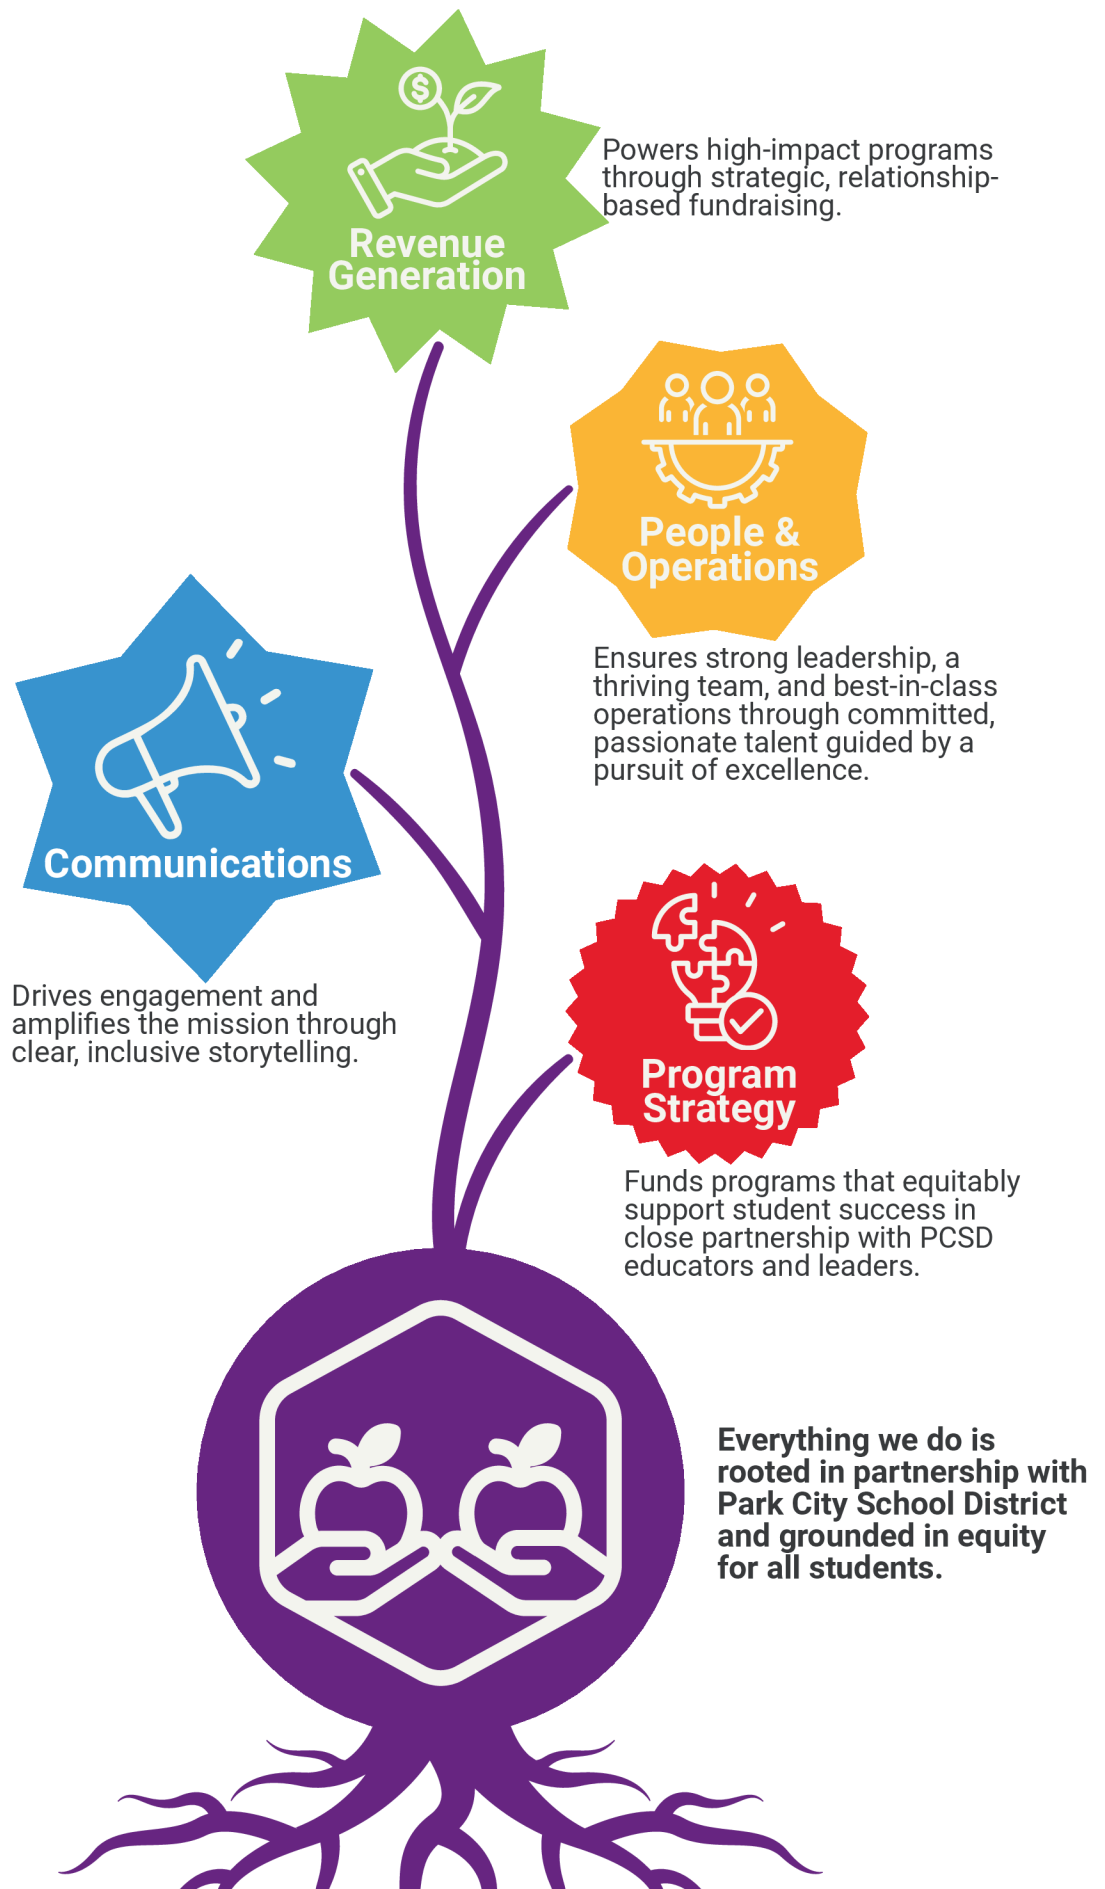 Revenue
Generation
Powers high-impact programs
through strategic, relationship-
based fundraising.
People &
Operations
Ensures strong leadership, a
thriving team, and best-in-class
operations through committed,
passionate talent guided by a
pursuit of excellence.
Communications
Drives engagement and
amplifies the mission through
clear, inclusive storytelling.
Program
Strategy
Funds programs that equitably
support student success in
close partnership with PCSD
educators and leaders.
Everything we do is
rooted in partnership with
Park City School District
and grounded in equity
for all students.